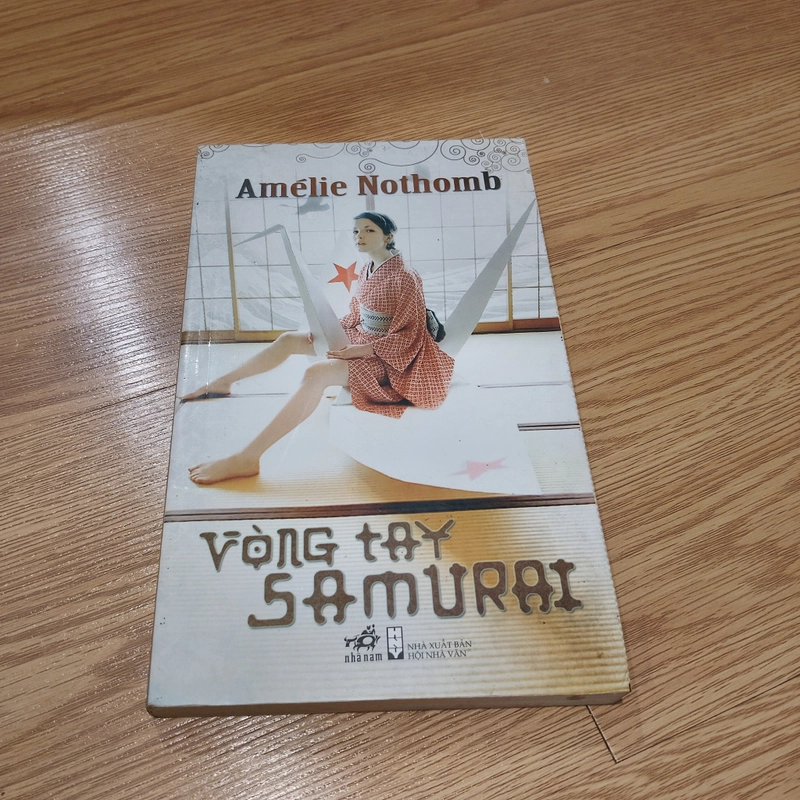 Amélie Nothomb
VÒNG TAY
SAMURAI
nhã nam
NHÀ XUẤT BẢN
HỘI NHÀ VĂN